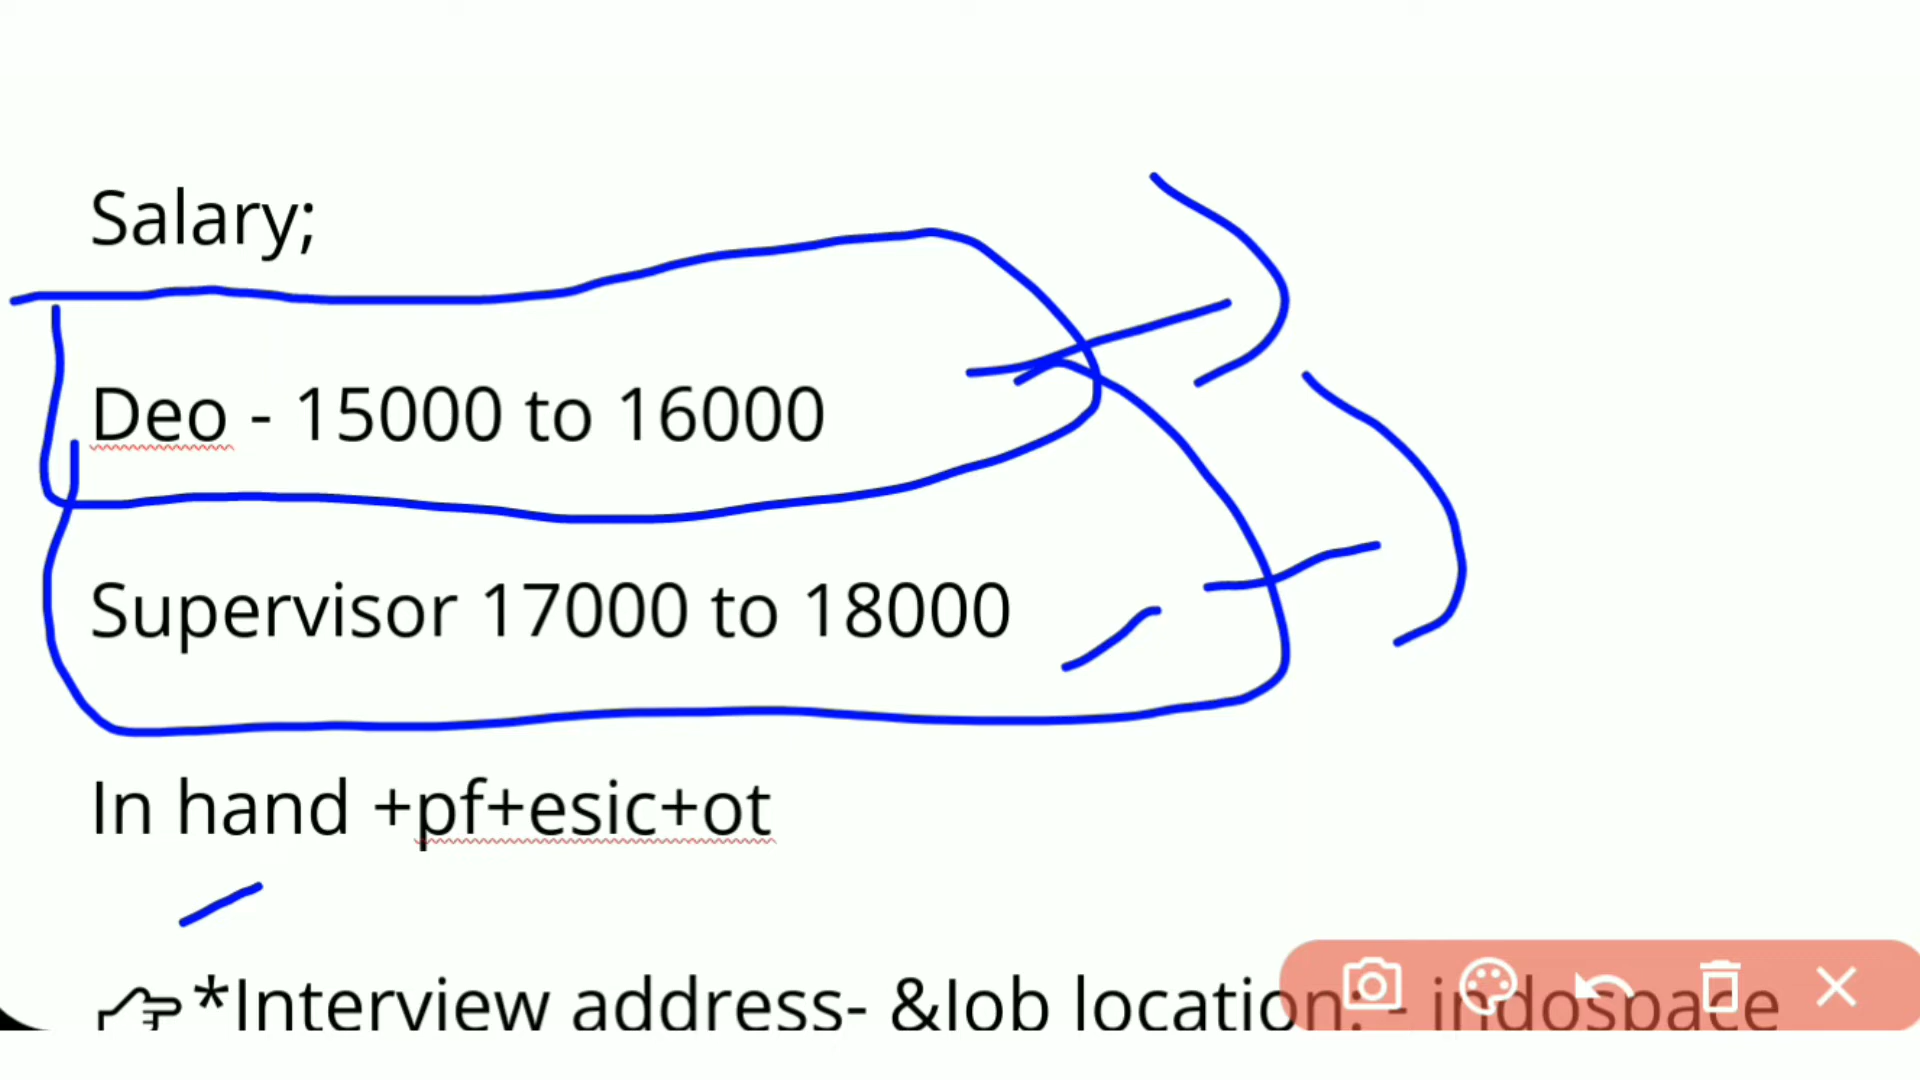 Salary;
Deo - 15000 to 16000
Supervisor 17000 to 18000
In hand +pf+esic+ot
👉*Interview address- &Job location: - indospace